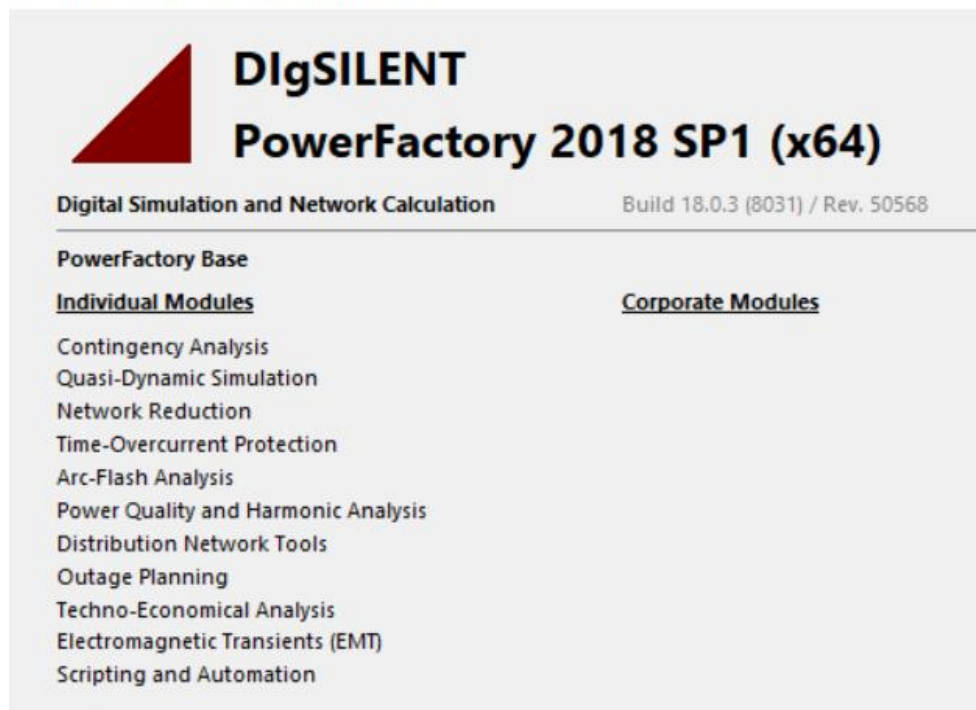 DIgSILENT
PowerFactory 2018 SP1 (x64)
Digital Simulation and Network Calculation Build 18.0.3 (8031) / Rev. 50568
PowerFactory Base
Individual Modules Corporate Modules
Contingency Analysis
Quasi-Dynamic Simulation
Network Reduction
Time-Overcurrent Protection
Arc-Flash Analysis
Power Quality and Harmonic Analysis
Distribution Network Tools
Outage Planning
Techno-Economical Analysis
Electromagnetic Transients (EMT)
Scripting and Automation